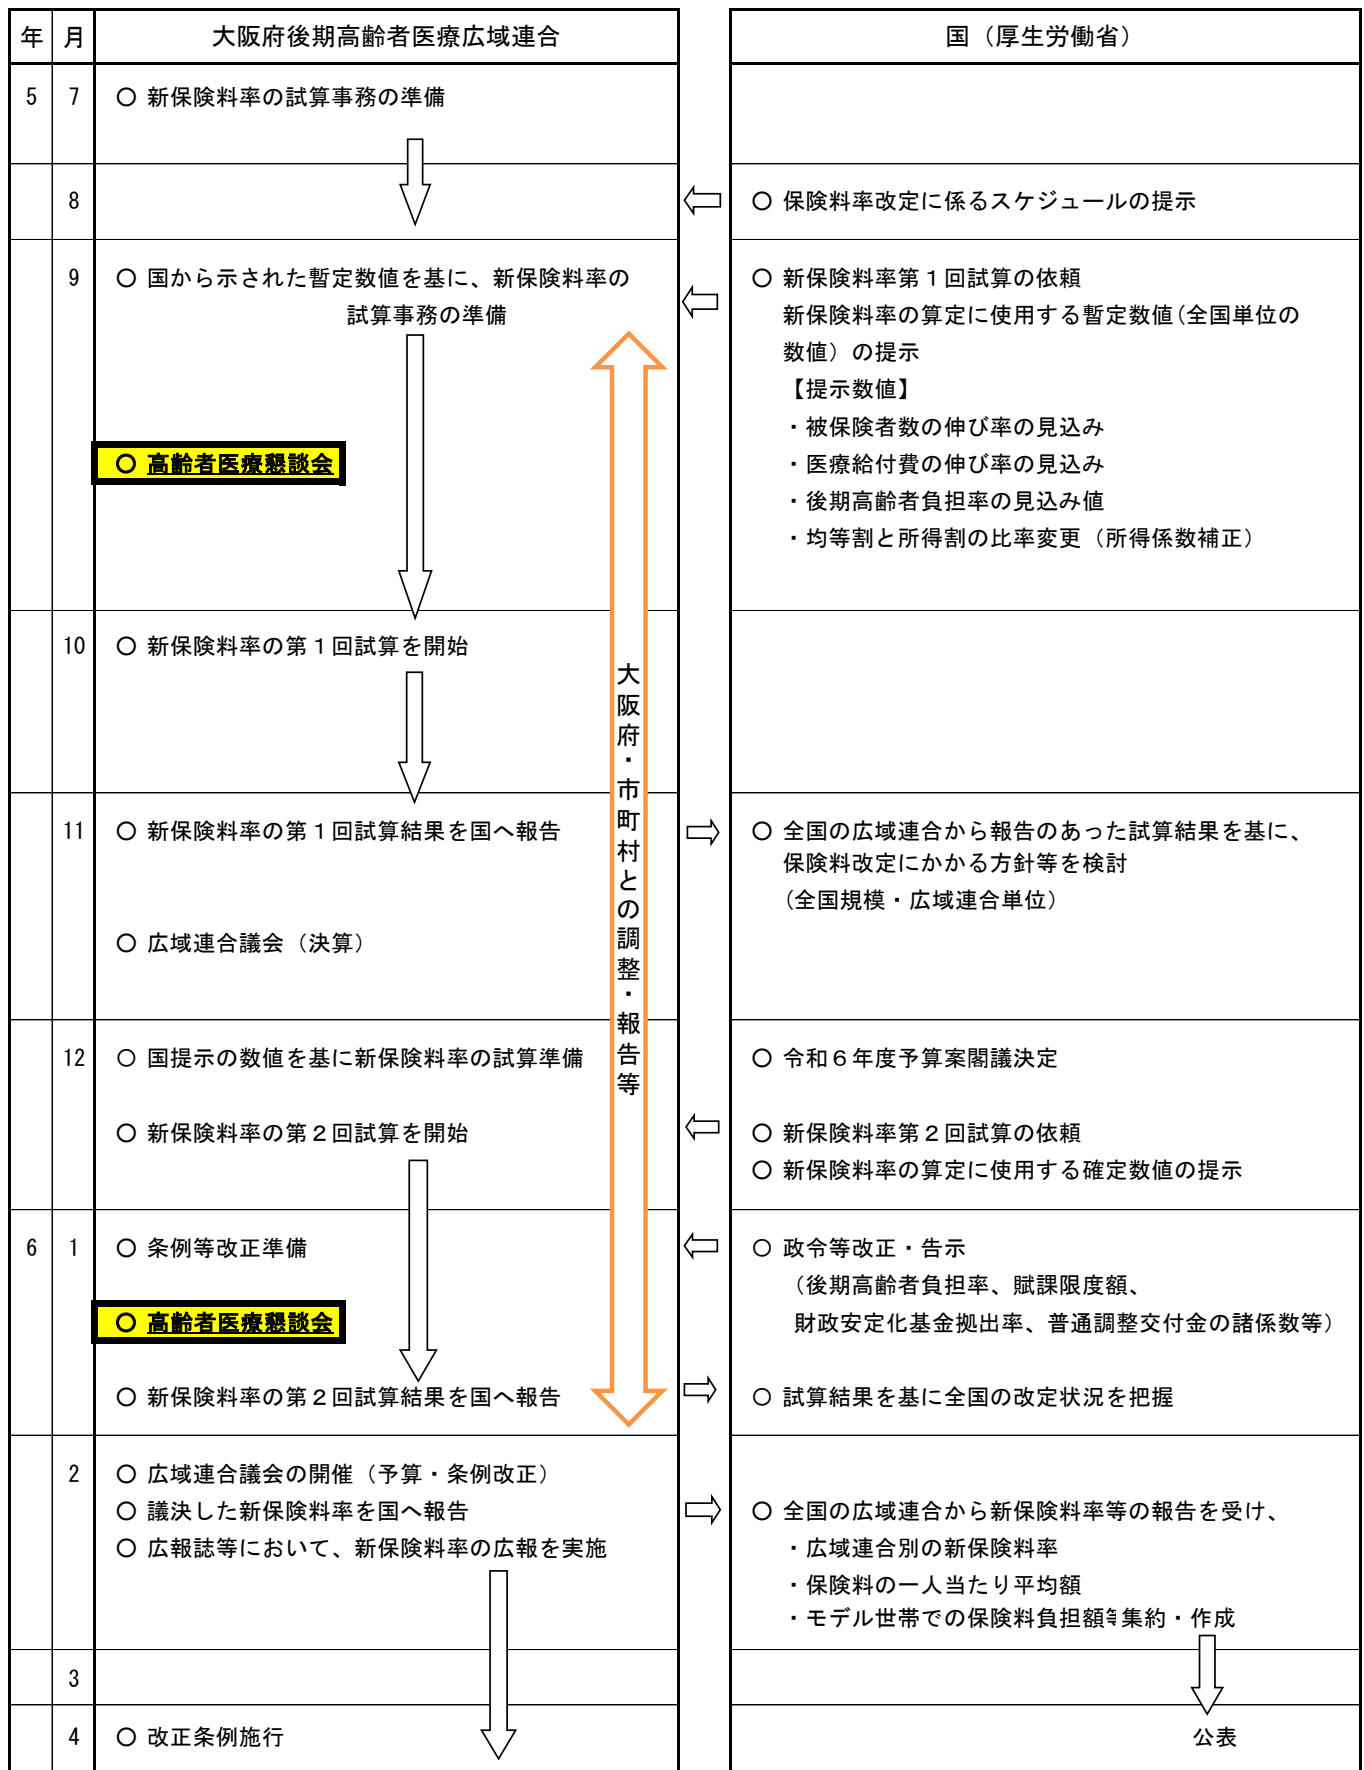 年 月 大阪府後期高齢者医療広域連合 国（厚生労働省）
5 7 〇 新保険料率の試算事務の準備
8 〇 保険料率改定に係るスケジュールの提示
9 〇 国から示された暫定数値を基に、新保険料率の
試算事務の準備
〇 高齢者医療懇談会
〇 新保険料率第１回試算の依頼
新保険料率の算定に使用する暫定数値(全国単位の
数値）の提示
【提示数値】
・被保険者数の伸び率の見込み
・医療給付費の伸び率の見込み
・後期高齢者負担率の見込み値
・均等割と所得割の比率変更（所得係数補正）
10 〇 新保険料率の第１回試算を開始
大阪府・市町村との調整・報告等
11 〇 新保険料率の第１回試算結果を国へ報告
〇 広域連合議会（決算）
〇 全国の広域連合から報告のあった試算結果を基に、
保険料改定にかかる方針等を検討
(全国規模・広域連合単位）
12 〇 国提示の数値を基に新保険料率の試算準備
〇 新保険料率の第２回試算を開始
〇 令和６年度予算案閣議決定
〇 新保険料率第２回試算の依頼
〇 新保険料率の算定に使用する確定数値の提示
6 1 〇 条例等改正準備
〇 高齢者医療懇談会
〇 新保険料率の第２回試算結果を国へ報告
〇 政令等改正・告示
（後期高齢者負担率、賦課限度額、
財政安定化基金拠出率、普通調整交付金の諸係数等）
〇 試算結果を基に全国の改定状況を把握
2 〇 広域連合議会の開催（予算・条例改正）
〇 議決した新保険料率を国へ報告
〇 広報誌等において、新保険料率の広報を実施
〇 全国の広域連合から新保険料率等の報告を受け、
・広域連合別の新保険料率
・保険料の一人当たり平均額
・モデル世帯での保険料負担額等集約・作成
3
4 〇 改正条例施行
公表